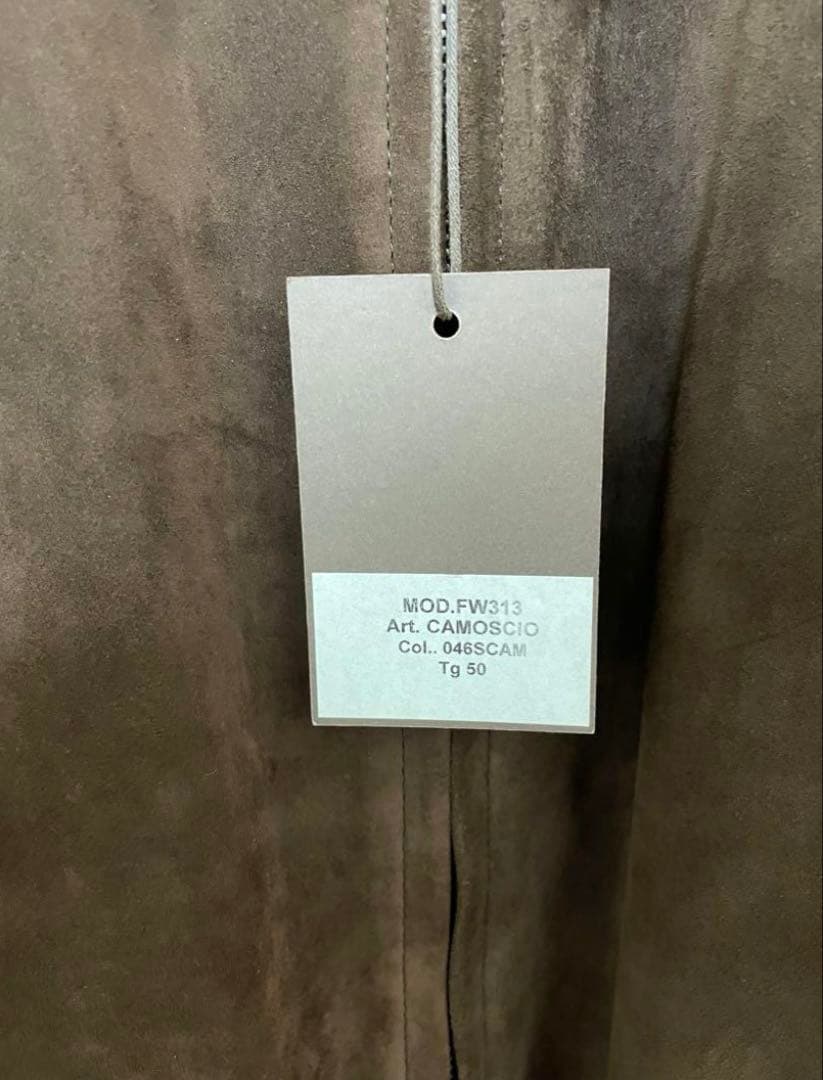 MOD.FW313
Art. CAMOSCIO
Col.. 046SCAM
Tg 50